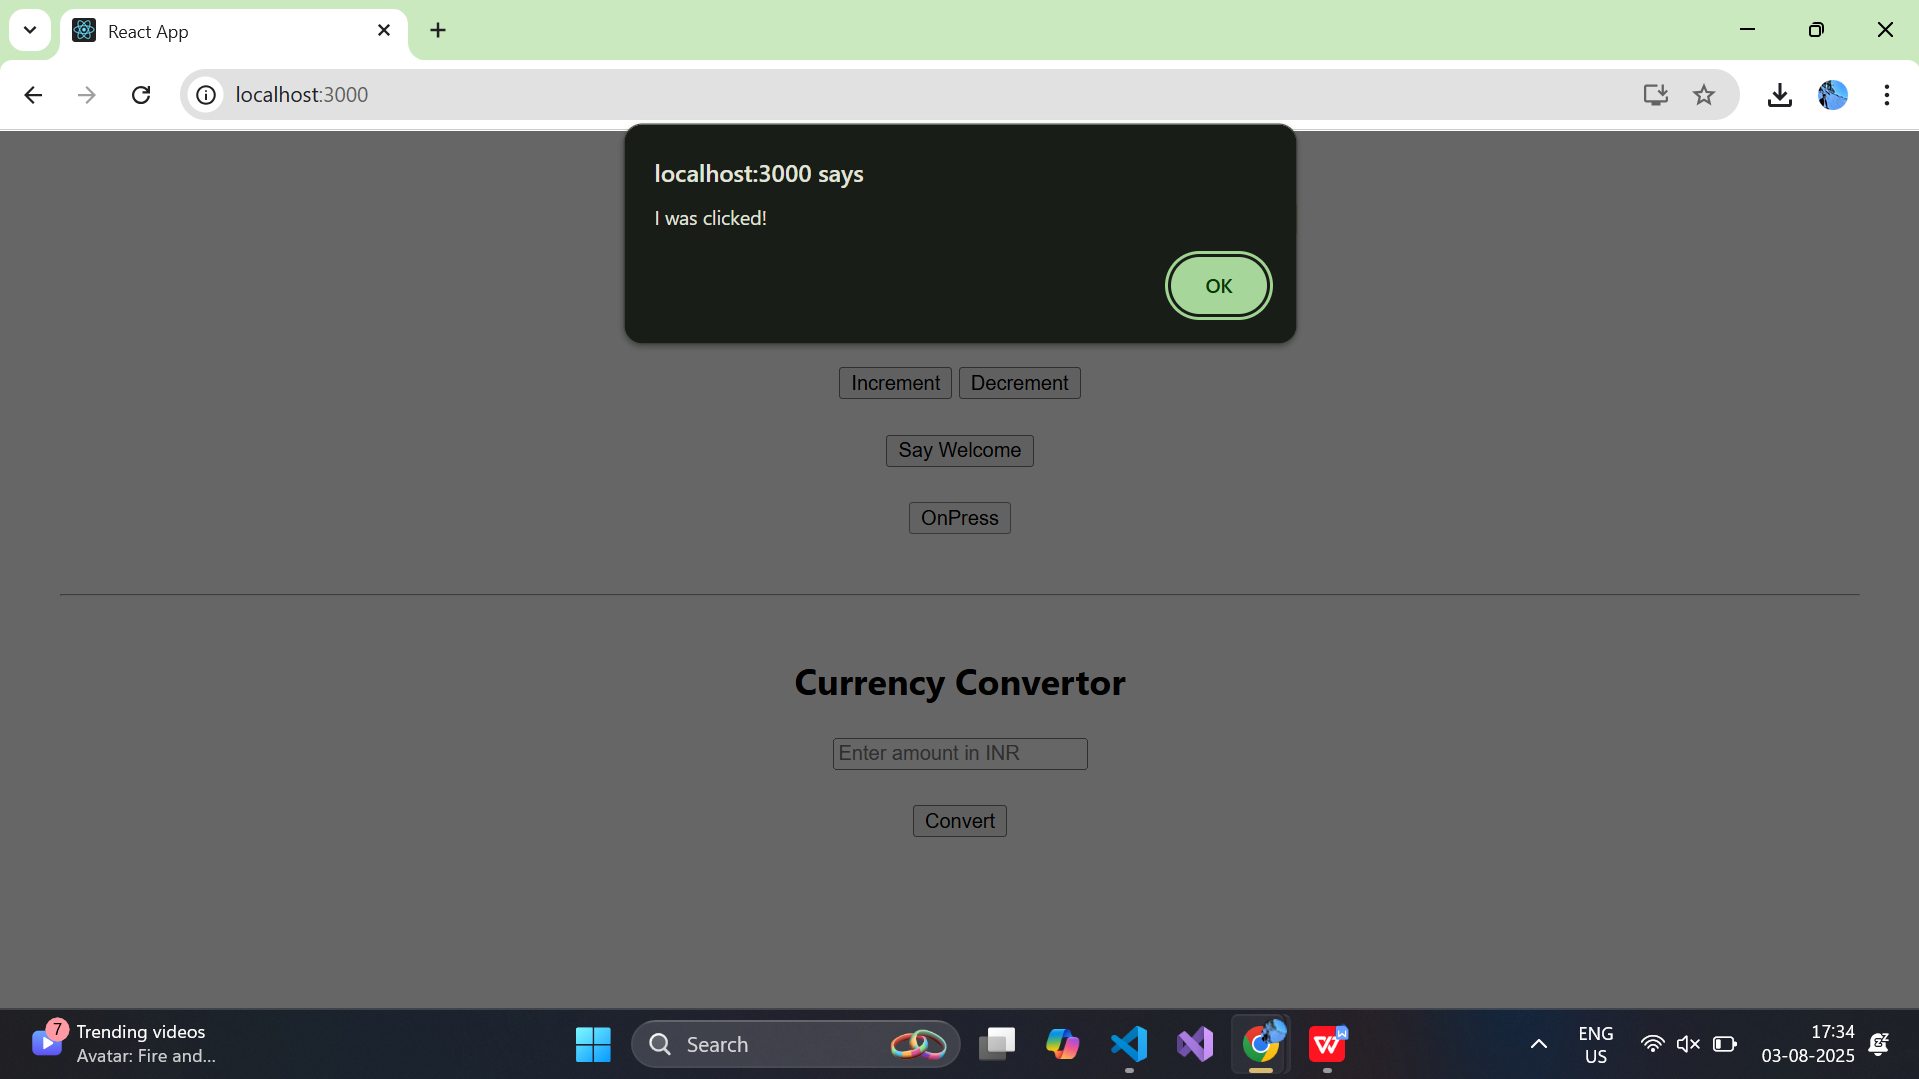 React App
localhost:3000
localhost:3000 says
I was clicked!
OK
Increment Decrement
Say Welcome
OnPress
Currency Convertor
Enter amount in INR
Convert
7
Trending videos
Avatar: Fire and...
Search
ENG
US
17:34
03-08-2025